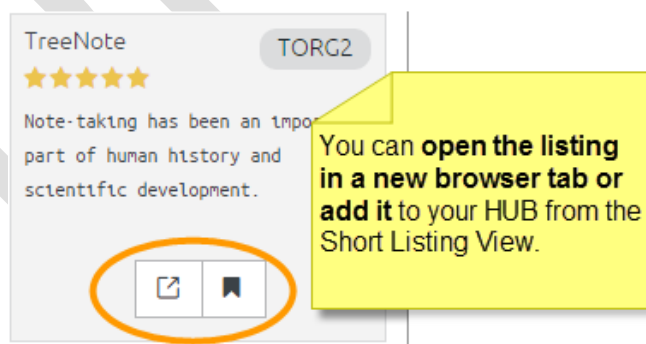 TreeNote
TORG2
Note-taking has been an
part of human history and
scientific development.
You can open the listing
in a new browser tab or
add it to your HUB from the
Short Listing View.